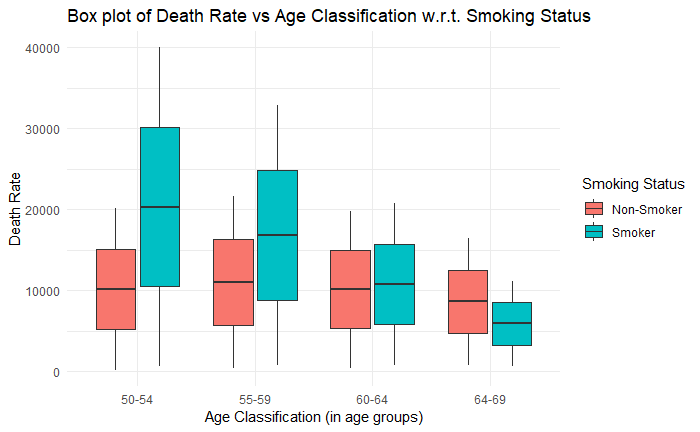 Box plot of Death Rate vs Age Classification w.r.t. Smoking Status
40000
30000
20000
10000
0
Death Rate
50-54 55-59 60-64 64-69
Age Classification (in age groups)
Smoking Status
Non-Smoker
Smoker